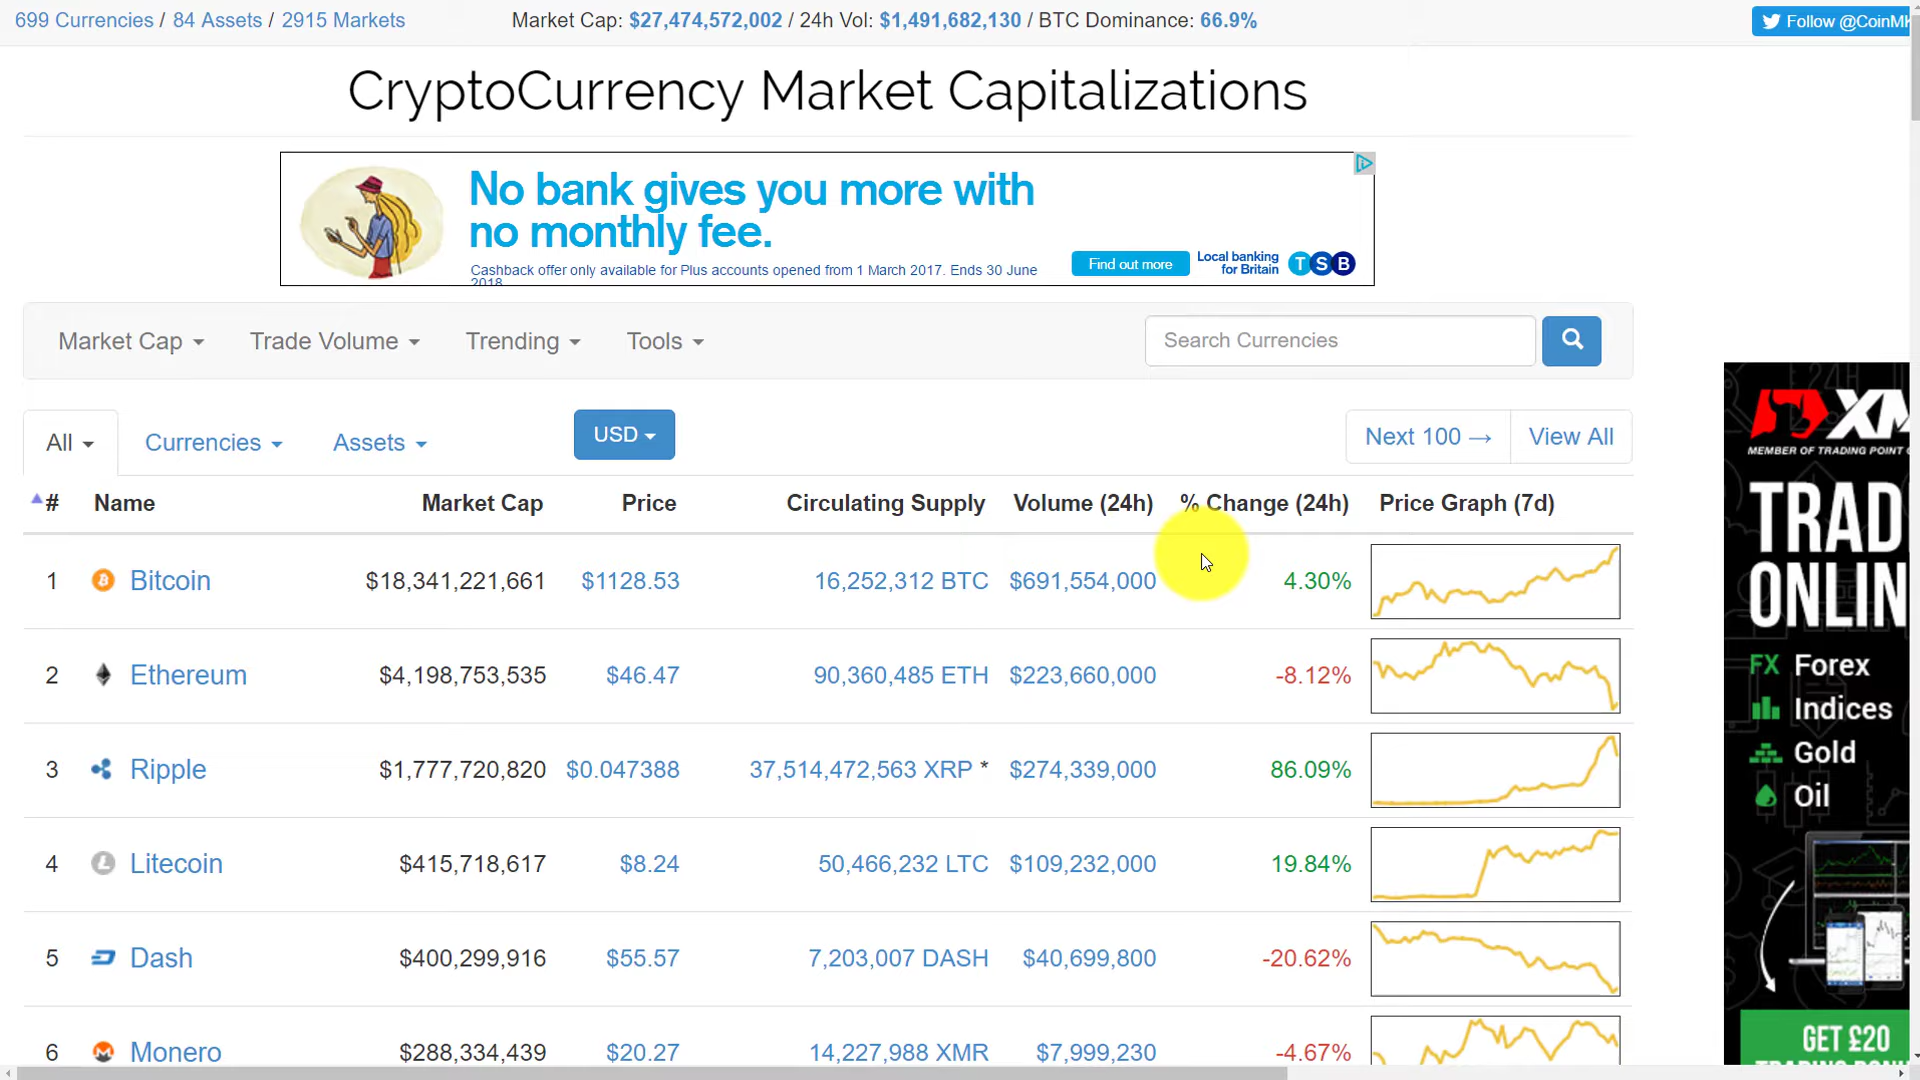 699 Currencies / 84 Assets / 2915 Markets
Market Cap: $27,474,572,002 / 24h Vol: $1,491,682,130 / BTC Dominance: 66.9%
Follow @CoinMK
CryptoCurrency Market Capitalizations
No bank gives you more with
no monthly fee.
Cashback offer only available for Plus accounts opened from 1 March 2017. Ends 30 June
2018
Find out more
Local banking
for Britain
TSB
Market Cap
Trade Volume
Trending
Tools
Search Currencies
All
Currencies
Assets
USD
Next 100 →
View All
# Name Market Cap Price Circulating Supply Volume (24h) % Change (24h) Price Graph (7d)
1 Bitcoin $18,341,221,661 $1128.53 16,252,312 BTC $691,554,000 4.30%
2 Ethereum $4,198,753,535 $46.47 90,360,485 ETH $223,660,000 -8.12%
3 Ripple $1,777,720,820 $0.047388 37,514,472,563 XRP * $274,339,000 86.09%
4 Litecoin $415,718,617 $8.24 50,466,232 LTC $109,232,000 19.84%
5 Dash $400,299,916 $55.57 7,203,007 DASH $40,699,800 -20.62%
6 Monero $288,334,439 $20.27 14,227,988 XMR $7,999,230 -4.67%
XM
MEMBER OF TRADING POINT
TRAD
ONLIN
FX Forex
Indices
Gold
Oil
GET £20